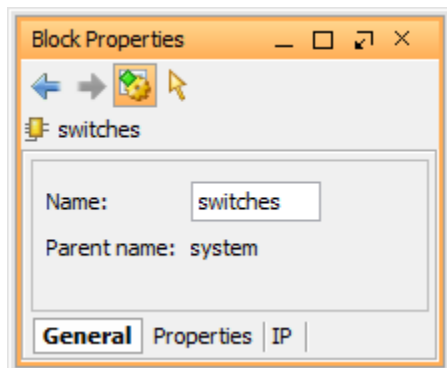 Block Properties
switches
Name: switches
Parent name: system
General Properties IP